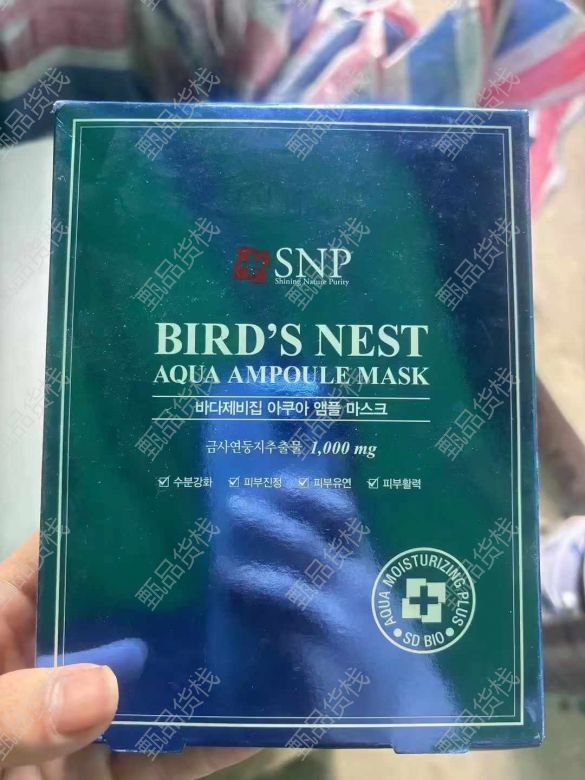 SNP
Shining Nature Purity
BIRD'S NEST
AQUA AMPOULE MASK
바다제비집 아쿠아 앰플 마스크
금사연둥지추출물 1,000 mg
☑ 수분강화 ☑ 피부진정 ☑ 피부유연 ☑ 피부활력
AQUA MOISTURIZING PLUS
• SD BIO •
甄品货栈